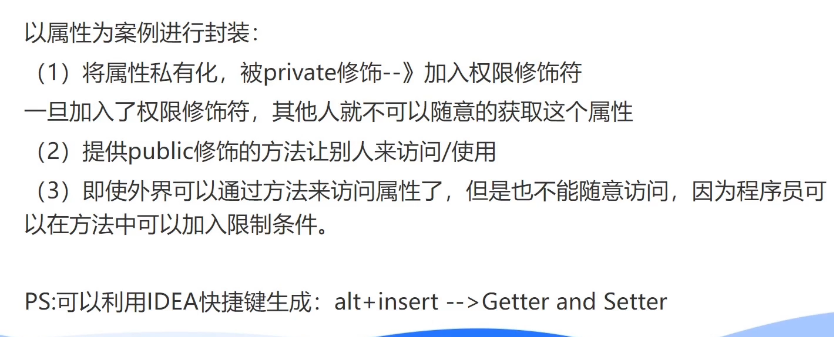 以属性为案例进行封装：
（1）将属性私有化，被private修饰--》加入权限修饰符
一旦加入了权限修饰符，其他人就不可以随意的获取这个属性
（2）提供public修饰的方法让别人来访问/使用
（3）即使外界可以通过方法来访问属性了，但是也不能随意访问，因为程序员可
以在方法中可以加入限制条件。
PS:可以利用IDEA快捷键生成：alt+insert -->Getter and Setter